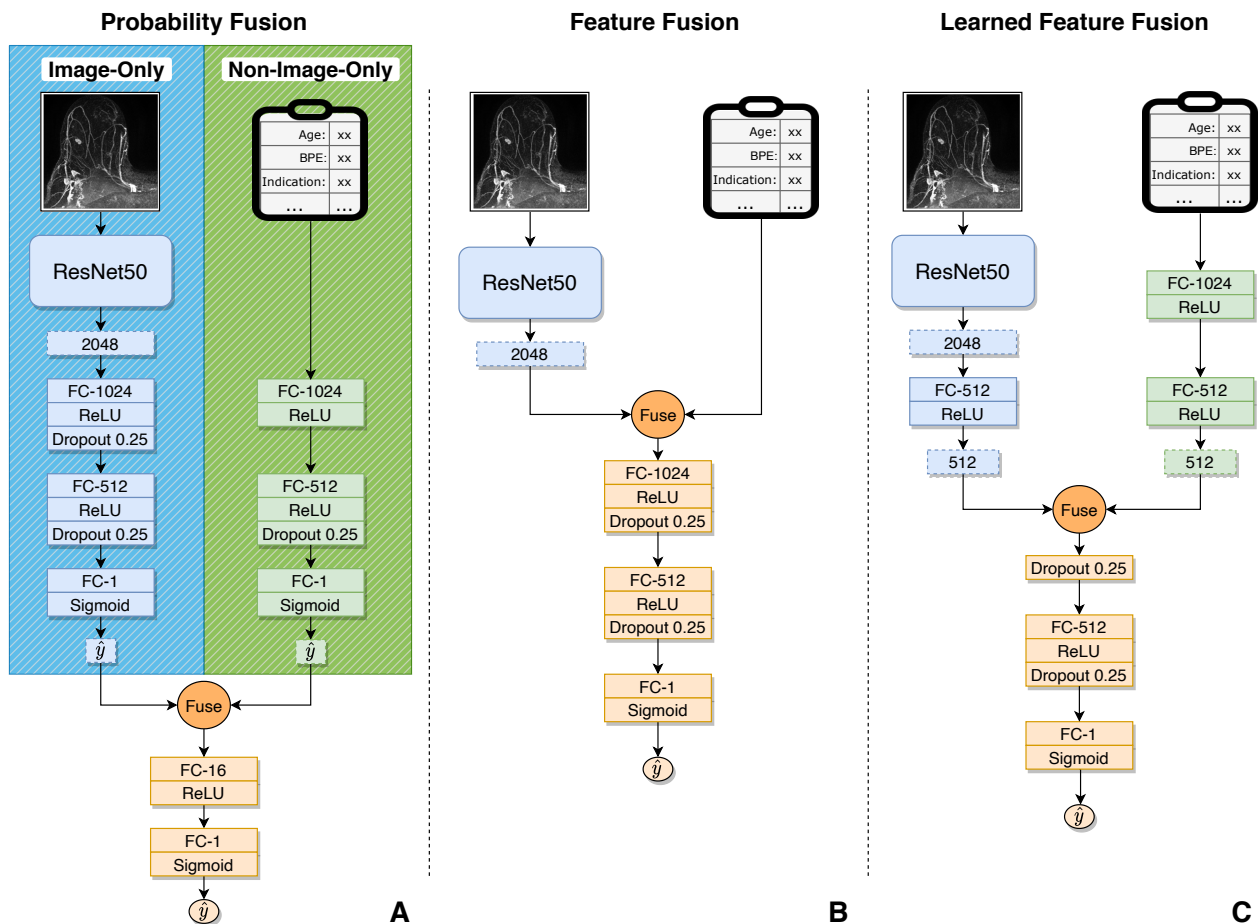 Probability Fusion
Image-Only
Non-Image-Only
Age: xx
BPE: xx
Indication: xx
... ...
ResNet50
2048
FC-1024
ReLU
Dropout 0.25
FC-512
ReLU
Dropout 0.25
FC-1
Sigmoid
ŷ
FC-1024
ReLU
FC-512
ReLU
Dropout 0.25
FC-1
Sigmoid
ŷ
Fuse
FC-16
ReLU
FC-1
Sigmoid
ŷ
A
Feature Fusion
Age: xx
BPE: xx
Indication: xx
... ...
ResNet50
2048
Fuse
FC-1024
ReLU
Dropout 0.25
FC-512
ReLU
Dropout 0.25
FC-1
Sigmoid
ŷ
B
Learned Feature Fusion
Age: xx
BPE: xx
Indication: xx
... ...
ResNet50
2048
FC-512
ReLU
512
FC-1024
ReLU
FC-512
ReLU
512
Fuse
Dropout 0.25
FC-512
ReLU
Dropout 0.25
FC-1
Sigmoid
ŷ
C